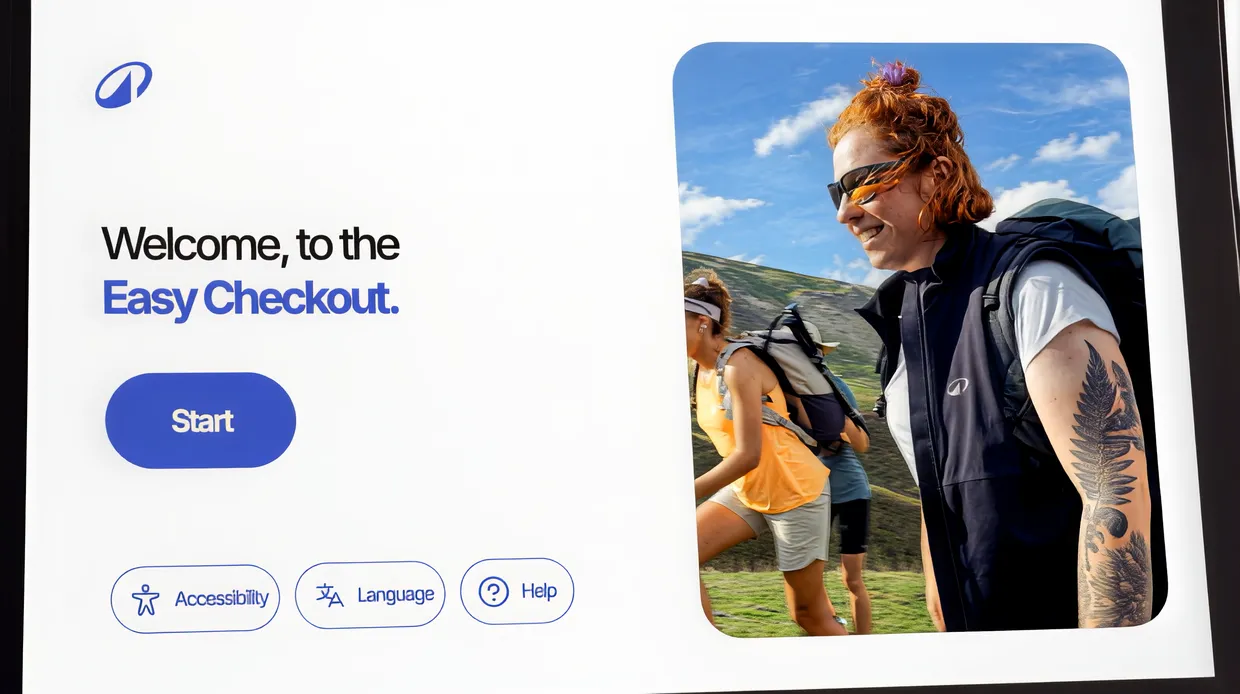 Welcome, to the
Easy Checkout.
Start
Accessibility
Language
Help